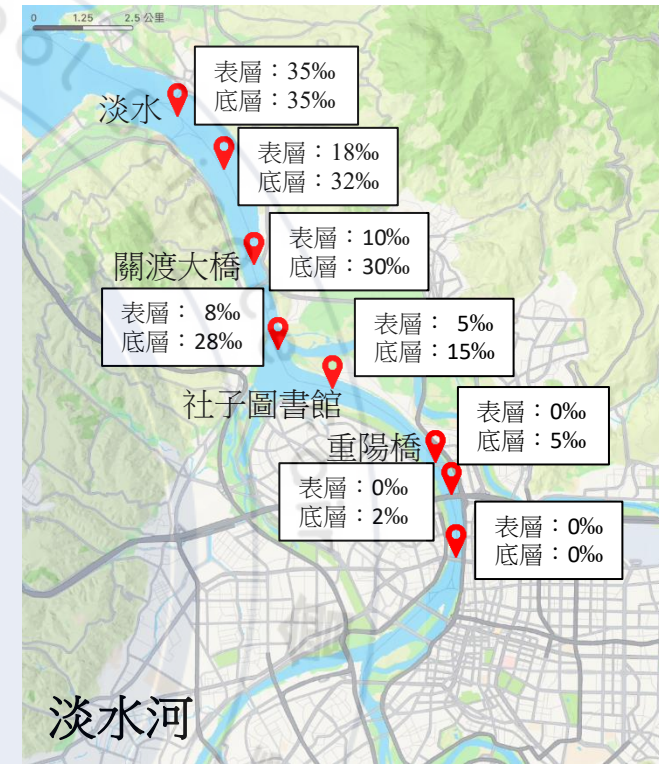 0 1.25 2.5 公里
表層：35‰
底層：35‰
淡水
表層：18‰
底層：32‰
表層：10‰
底層：30‰
關渡大橋
表層： 8‰
底層：28‰
表層： 5‰
底層：15‰
社子圖書館
表層：0‰
底層：5‰
重陽橋
表層：0‰
底層：2‰
表層：0‰
底層：0‰
淡水河